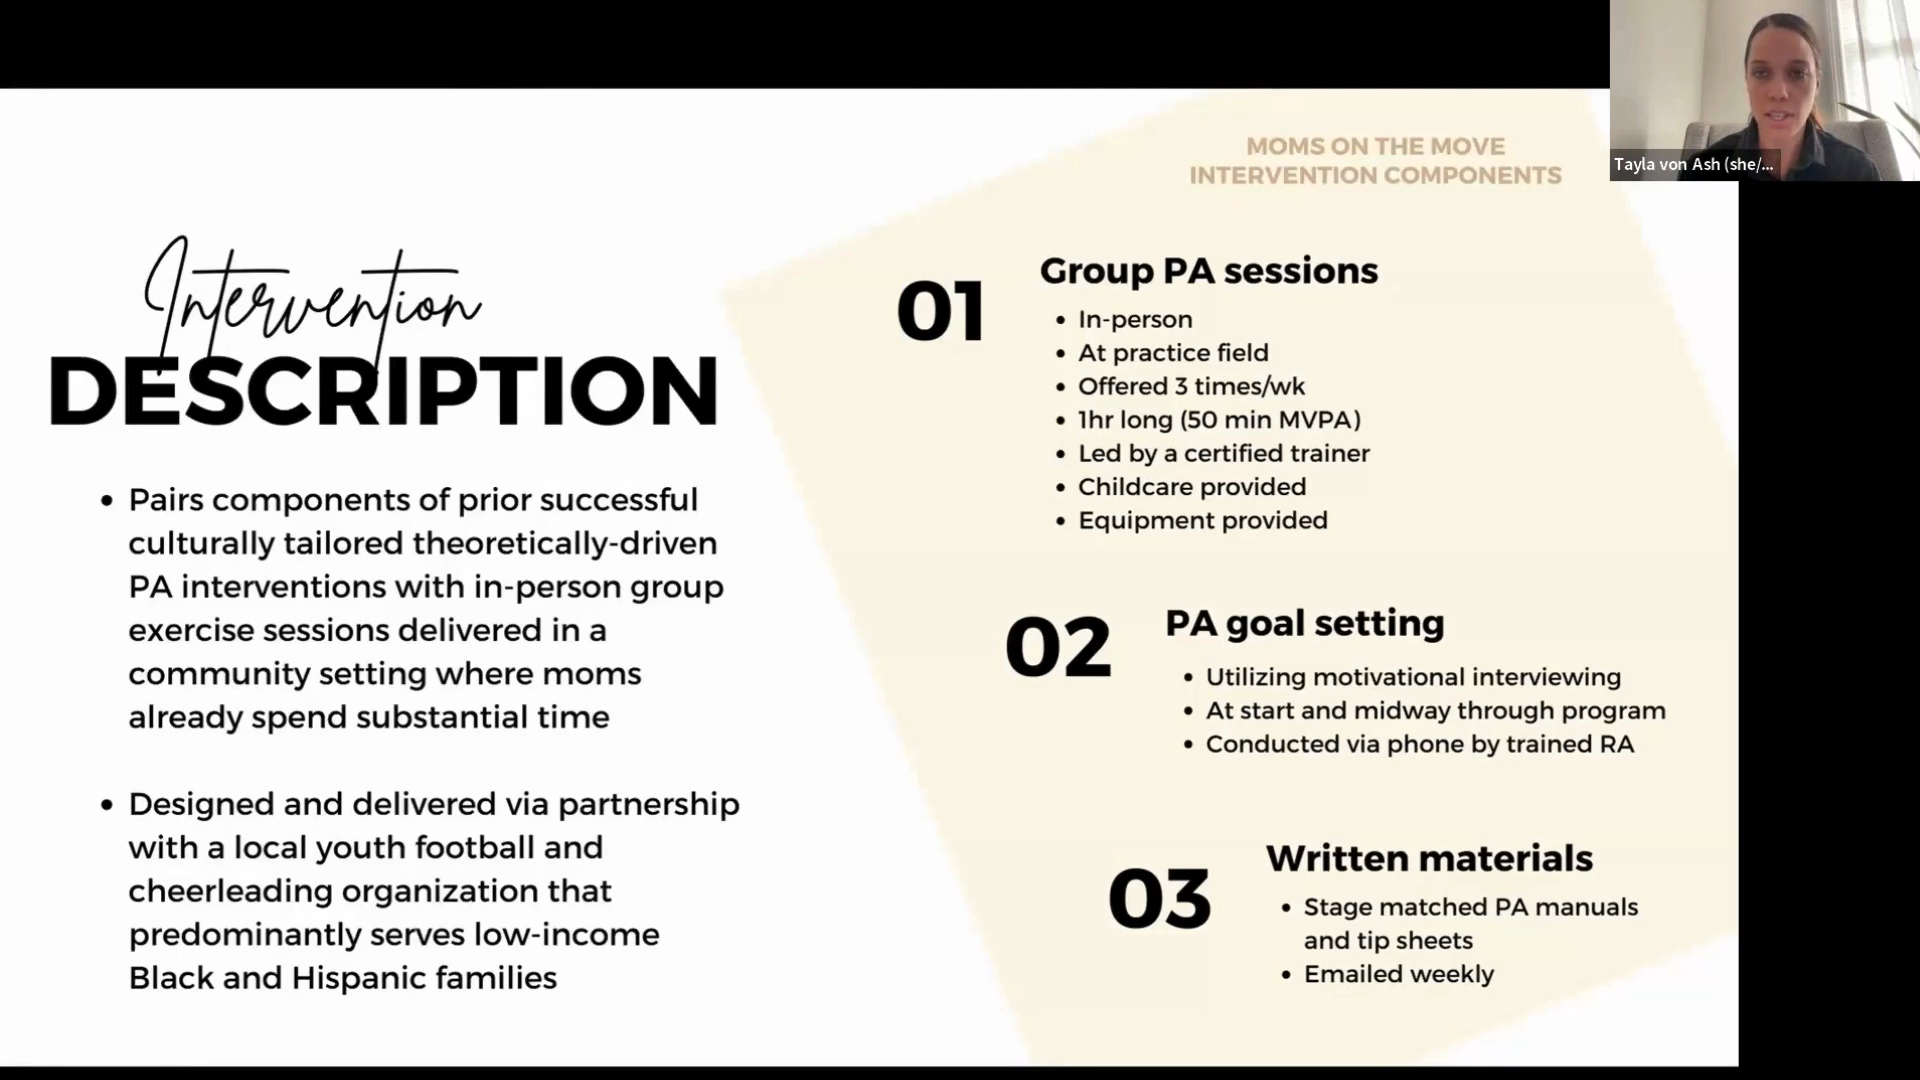 Tayla von Ash (she/...
MOMS ON THE MOVE
INTERVENTION COMPONENTS
Intervention
DESCRIPTION
• Pairs components of prior successful
culturally tailored theoretically-driven
PA interventions with in-person group
exercise sessions delivered in a
community setting where moms
already spend substantial time
• Designed and delivered via partnership
with a local youth football and
cheerleading organization that
predominantly serves low-income
Black and Hispanic families
01
Group PA sessions
• In-person
• At practice field
• Offered 3 times/wk
• 1hr long (50 min MVPA)
• Led by a certified trainer
• Childcare provided
• Equipment provided
02
PA goal setting
• Utilizing motivational interviewing
• At start and midway through program
• Conducted via phone by trained RA
03
Written materials
• Stage matched PA manuals
and tip sheets
• Emailed weekly